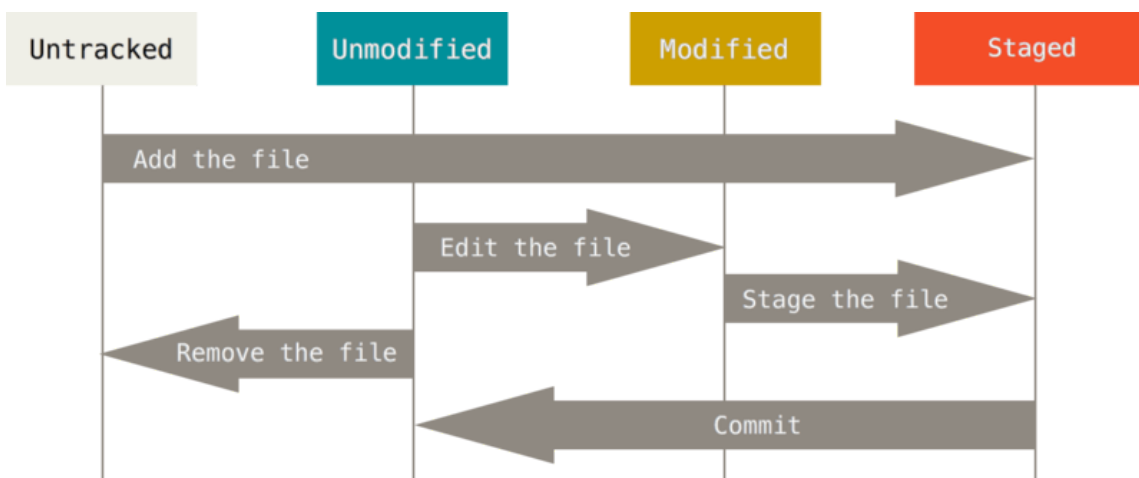 Untracked
Unmodified
Modified
Staged
Add the file
Edit the file
Stage the file
Remove the file
Commit